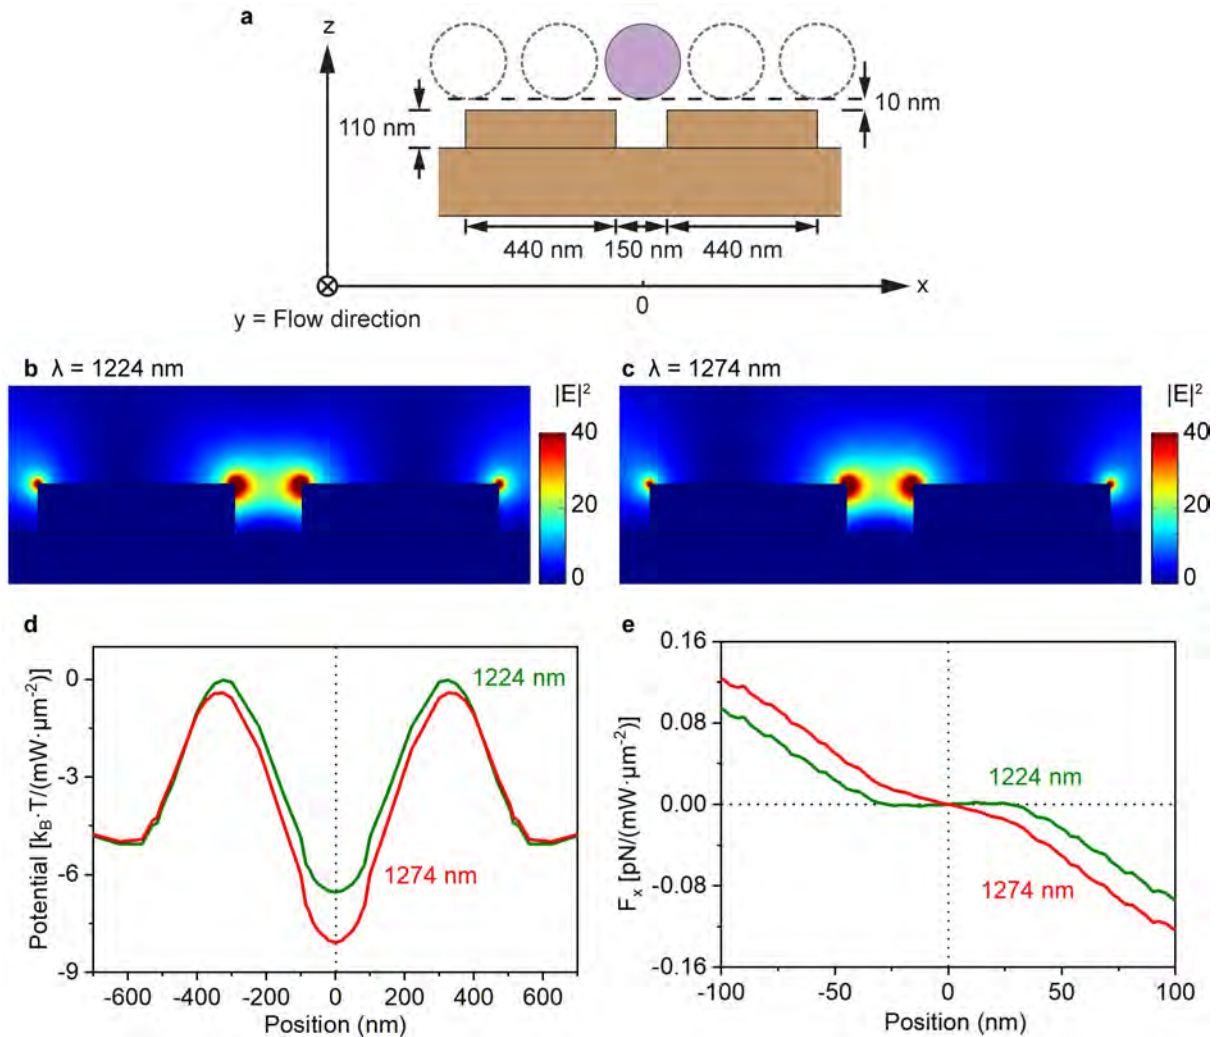 a
z
10 nm
110 nm
440 nm 150 nm 440 nm
x
0
y = Flow direction
b λ = 1224 nm
|E|²
40
20
0
c λ = 1274 nm
|E|²
40
20
0
d
Potential [k_B·T/(mW·μm⁻²)]
0
-3
-6
-9
1224 nm
1274 nm
-600 -400 -200 0 200 400 600
Position (nm)
e
F_x [pN/(mW·μm⁻²)]
0.16
0.08
0.00
-0.08
-0.16
1224 nm
1274 nm
-100 -50 0 50 100
Position (nm)